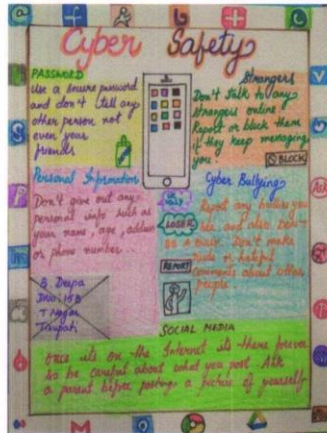 Cyber Safety
PASSWORD
Use a secure password
and don't tell any
other person not
even your
friends
Strangers
Don't talk to any
Strangers online.
Report or block them
if they keep messaging
you!
BLOCK
Personal Information
Don't give out any
personal info such as
your name, age, address
or phone number...
B. Deepa
T Nagar
Tirupati
Cyber Bullying
LOSER
REPORT
Report any bullies you
see and also Don't
be a bully. Don't make
rude or hateful
comments about other
people
SOCIAL MEDIA
Once its on the Internet its there forever
so be careful about what you post. Ask
a parent before posting a picture of yourself